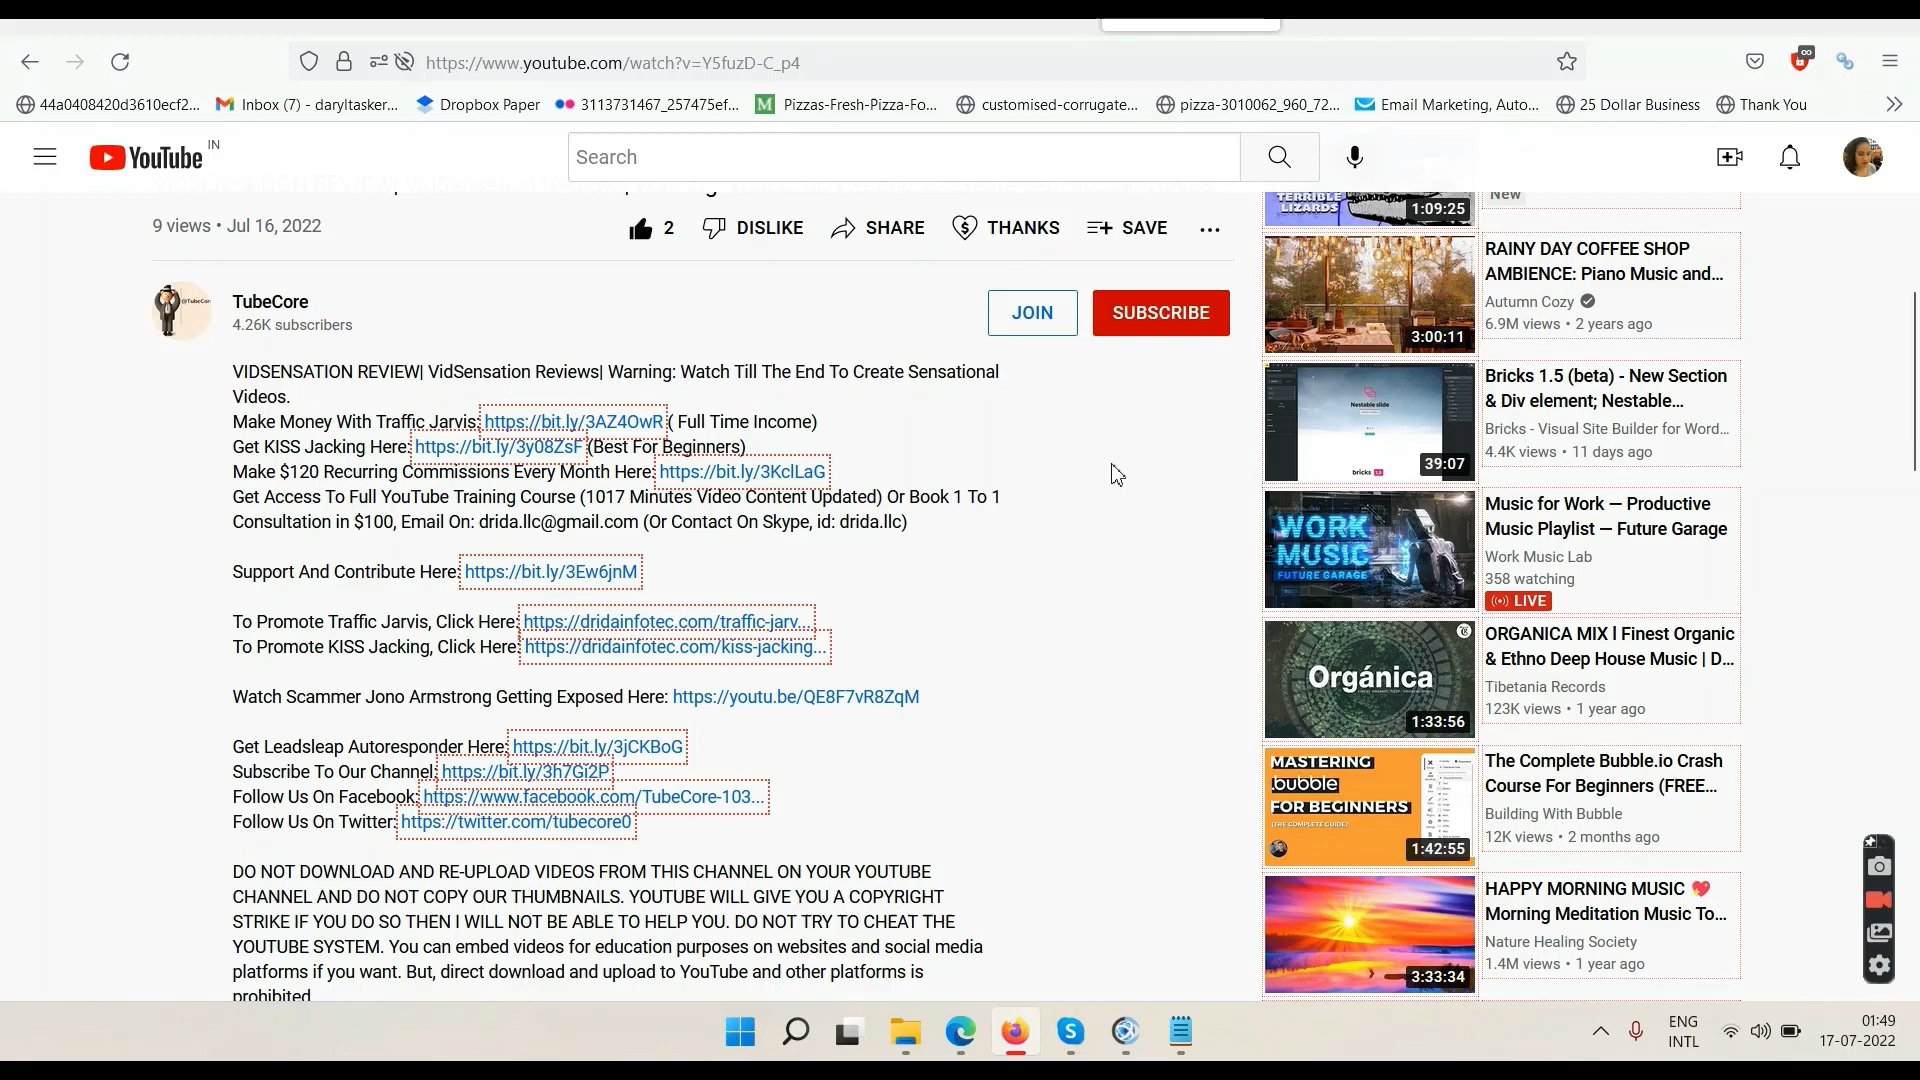 https://www.youtube.com/watch?v=Y5fuzD-C_p4
44a0408420d3610ecf2...
Inbox (7) - daryltasker...
Dropbox Paper
3113731467_257475ef...
Pizzas-Fresh-Pizza-Fo...
customised-corrugate...
pizza-3010062_960_72...
Email Marketing, Auto...
25 Dollar Business
Thank You
YouTube IN
Search
9 views • Jul 16, 2022
2
DISLIKE
SHARE
THANKS
SAVE
TubeCore
4.26K subscribers
JOIN
SUBSCRIBE
VIDSENSATION REVIEW| VidSensation Reviews| Warning: Watch Till The End To Create Sensational
Videos.
Make Money With Traffic Jarvis: https://bit.ly/3AZ4OwR ( Full Time Income)
Get KISS Jacking Here: https://bit.ly/3y08ZsF (Best For Beginners)
Make $120 Recurring Commissions Every Month Here: https://bit.ly/3KclLaG
Get Access To Full YouTube Training Course (1017 Minutes Video Content Updated) Or Book 1 To 1
Consultation in $100, Email On: drida.llc@gmail.com (Or Contact On Skype, id: drida.llc)
Support And Contribute Here: https://bit.ly/3Ew6jnM
To Promote Traffic Jarvis, Click Here: https://dridainfotec.com/traffic-jarv...
To Promote KISS Jacking, Click Here: https://dridainfotec.com/kiss-jacking...
Watch Scammer Jono Armstrong Getting Exposed Here: https://youtu.be/QE8F7vR8ZqM
Get Leadsleap Autoresponder Here: https://bit.ly/3jCKBoG
Subscribe To Our Channel: https://bit.ly/3h7Gi2P
Follow Us On Facebook: https://www.facebook.com/TubeCore-103...
Follow Us On Twitter: https://twitter.com/tubecore0
DO NOT DOWNLOAD AND RE-UPLOAD VIDEOS FROM THIS CHANNEL ON YOUR YOUTUBE
CHANNEL AND DO NOT COPY OUR THUMBNAILS. YOUTUBE WILL GIVE YOU A COPYRIGHT
STRIKE IF YOU DO SO THEN I WILL NOT BE ABLE TO HELP YOU. DO NOT TRY TO CHEAT THE
YOUTUBE SYSTEM. You can embed videos for education purposes on websites and social media
platforms if you want. But, direct download and upload to YouTube and other platforms is
prohibited
TERRIBLE
LIZARDS
1:09:25
New
3:00:11
RAINY DAY COFFEE SHOP
AMBIENCE: Piano Music and...
Autumn Cozy
6.9M views • 2 years ago
Nestable slide
bricks 1.5
39:07
Bricks 1.5 (beta) - New Section
& Div element; Nestable...
Bricks - Visual Site Builder for Word...
4.4K views • 11 days ago
WORK
MUSIC
FUTURE GARAGE
Music for Work — Productive
Music Playlist — Future Garage
Work Music Lab
358 watching
LIVE
Orgánica
1:33:56
ORGANICA MIX l Finest Organic
& Ethno Deep House Music | D...
Tibetania Records
123K views • 1 year ago
MASTERING
.bubble
FOR BEGINNERS
(THE COMPLETE GUIDE)
1:42:55
The Complete Bubble.io Crash
Course For Beginners (FREE...
Building With Bubble
12K views • 2 months ago
3:33:34
HAPPY MORNING MUSIC 💖
Morning Meditation Music To...
Nature Healing Society
1.4M views • 1 year ago
ENG
INTL
01:49
17-07-2022